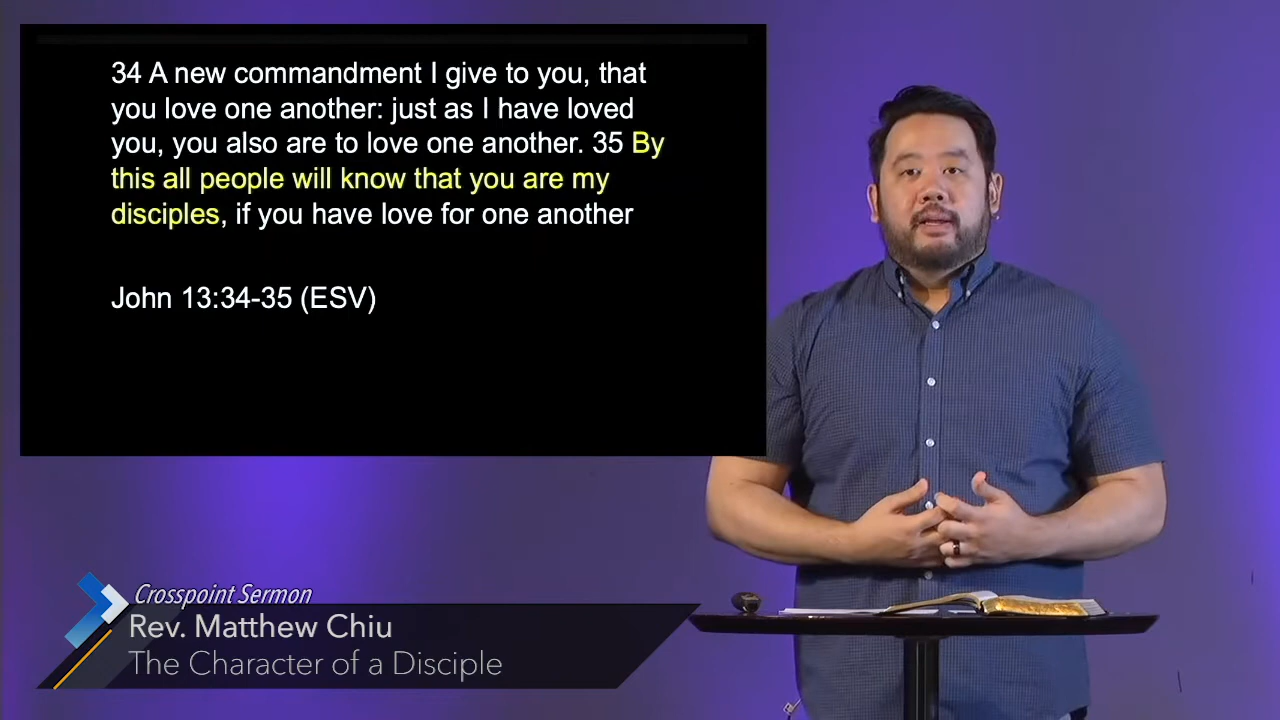 34 A new commandment I give to you, that
you love one another: just as I have loved
you, you also are to love one another. 35 By
this all people will know that you are my
disciples, if you have love for one another
John 13:34-35 (ESV)
Crosspoint Sermon
Rev. Matthew Chiu
The Character of a Disciple